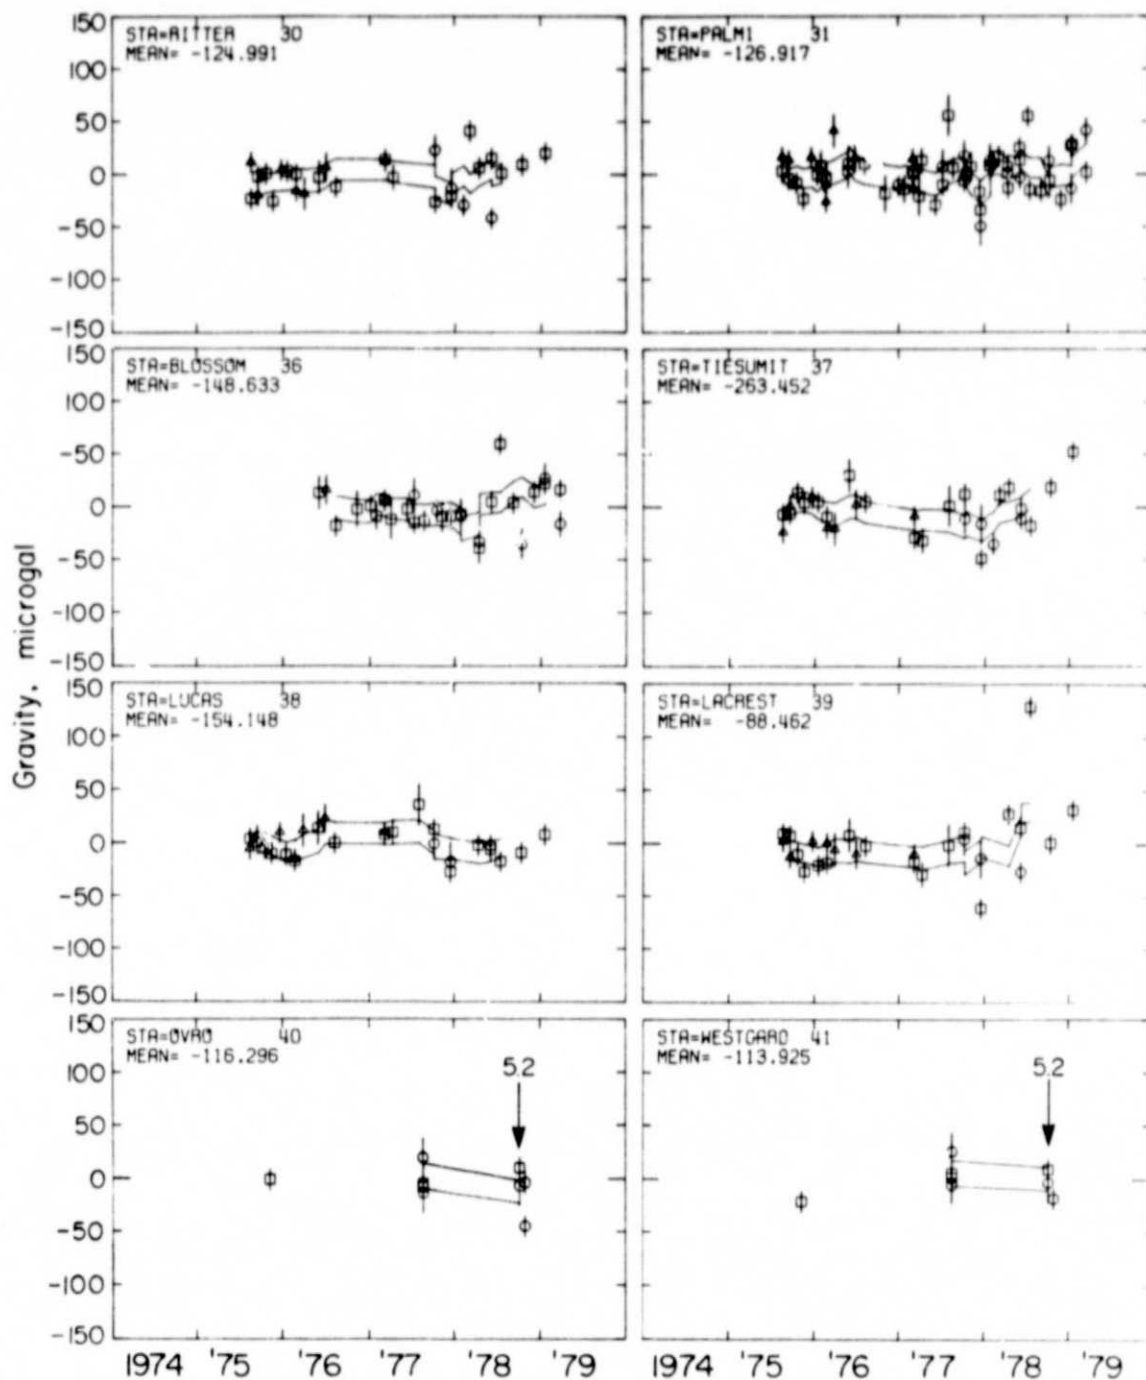 150
100
50
0
-50
-100
-150
STA=RITTER 30
MEAN= -124.991
STA=PALM1 31
MEAN= -126.917
150
100
-50
0
-50
-100
-150
STA=BLOSSOM 36
MEAN= -148.633
STA=TIESUMIT 37
MEAN= -263.452
Gravity, microgal
150
100
50
0
-50
-100
-150
STA=LUCAS 38
MEAN= -154.148
STA=LACREST 39
MEAN= -88.462
150
100
50
0
-50
-100
-150
STA=OVRO 40
MEAN= -116.296
5.2
STA=WESTGARD 41
MEAN= -113.925
5.2
1974 '75 '76 '77 '78 '79
1974 '75 '76 '77 '78 '79